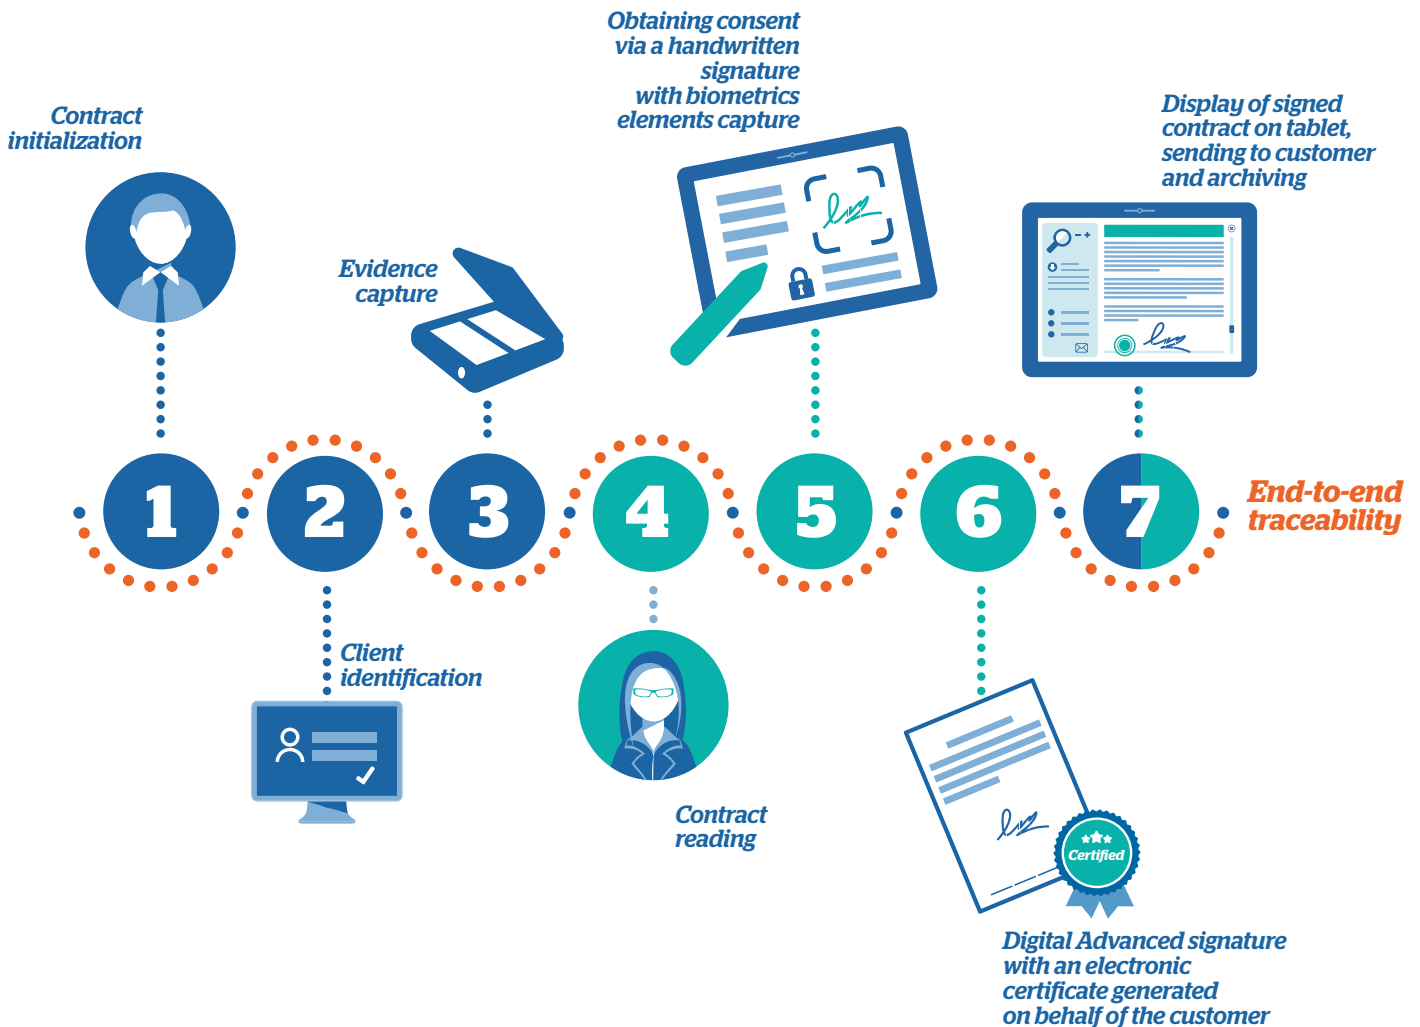 Obtaining consent
via a handwritten
signature
with biometrics
elements capture
Contract
initialization
Display of signed
contract on tablet,
sending to customer
and archiving
Evidence
capture
1
2
3
4
5
6
7
End-to-end
traceability
Client
identification
Contract
reading
Certified
Digital Advanced signature
with an electronic
certificate generated
on behalf of the customer